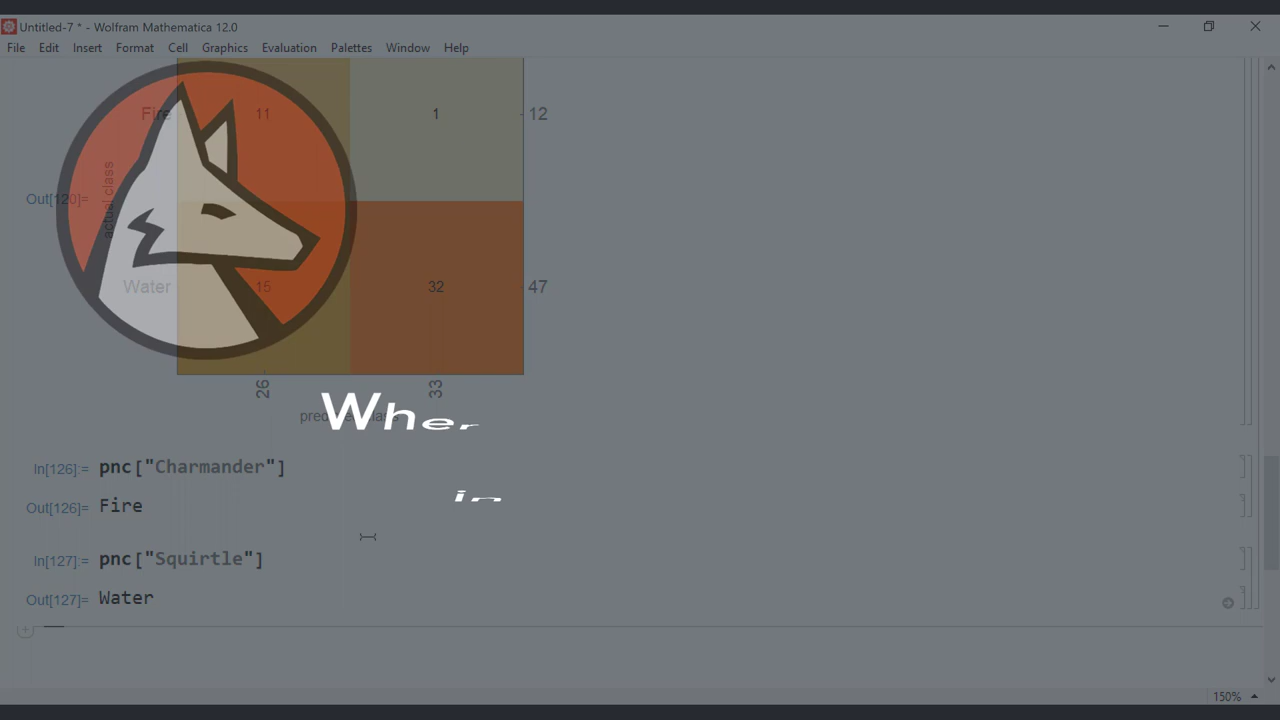 Untitled-7 * - Wolfram Mathematica 12.0
File Edit Insert Format Cell Graphics Evaluation Palettes Window Help
Fire 11 1 12
Out[120]=
actual class
Water 15 32 47
26 33
class
Wher
in
In[126]:= pnc["Charmander"]
Out[126]= Fire
In[127]:= pnc["Squirtle"]
Out[127]= Water
150%